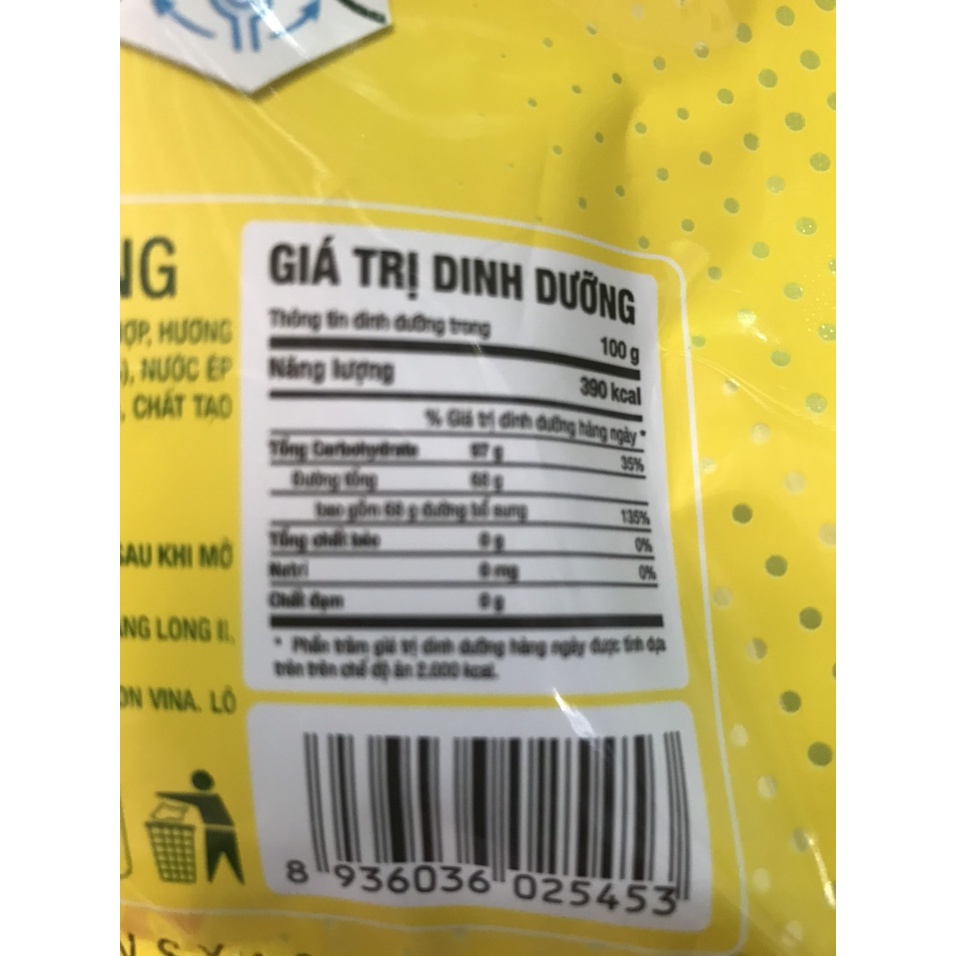 NG
ỢP, HƯƠNG
), NƯỚC ÉP
, CHẤT TẠO
SAU KHI MỞ
ANG LONG II,
ON VINA. LÔ
GIÁ TRỊ DINH DƯỠNG
Thông tin dinh dưỡng trong 100 g
Năng lượng 390 kcal
% Giá trị dinh dưỡng hàng ngày *
Tổng Carbohydrate 97 g 35%
Đường tổng 68 g
bao gồm 68 g đường bổ sung 135%
Tổng chất béo 0 g 0%
Natri 0 mg 0%
Chất đạm 0 g
* Phần trăm giá trị dinh dưỡng hàng ngày được tính dựa
trên trên chế độ ăn 2.000 kcal.
8 936036 025453